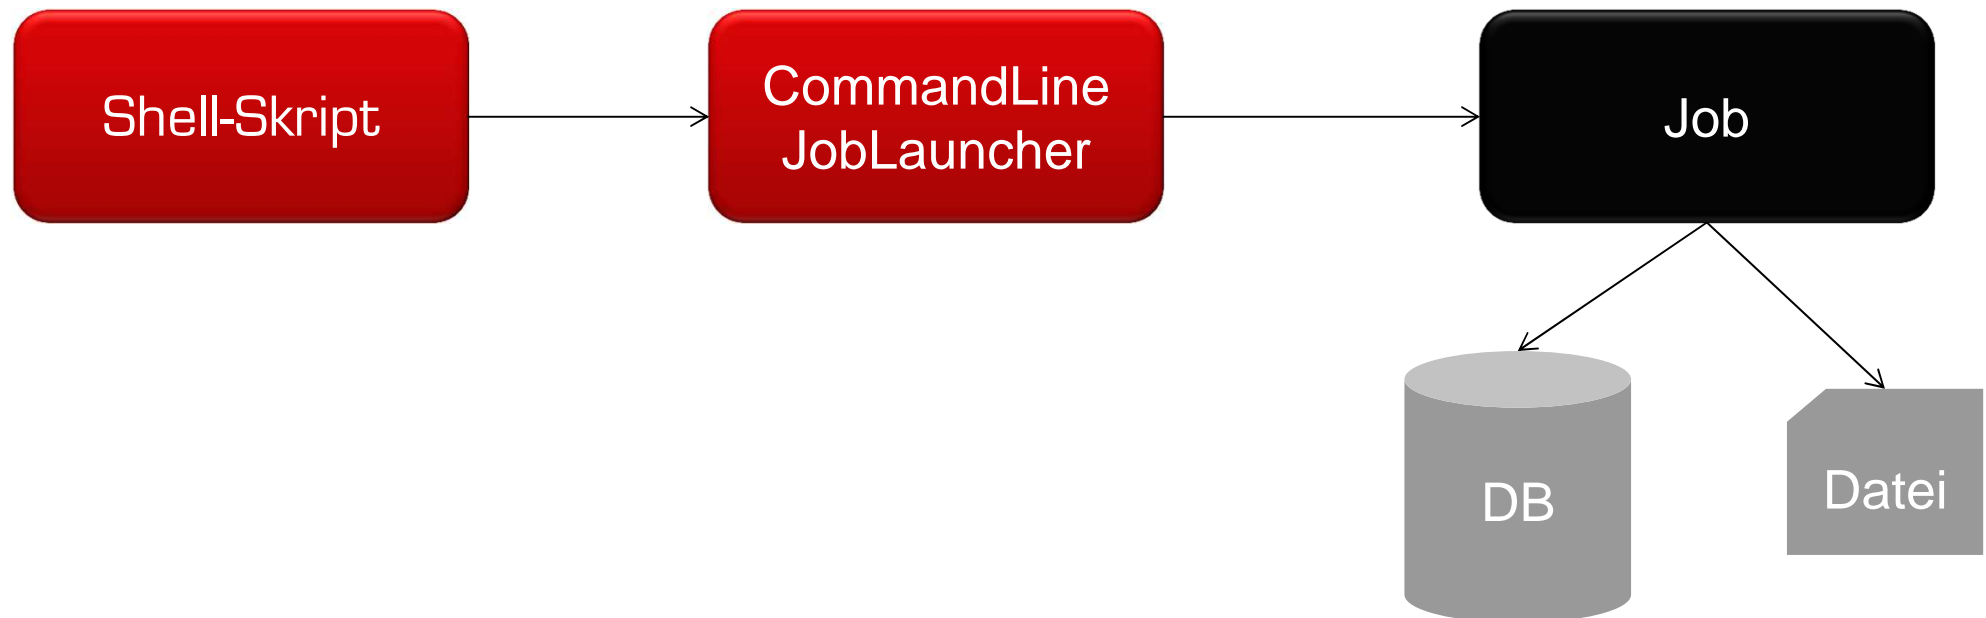 Shell-Skript
CommandLine
JobLauncher
Job
DB
Datei